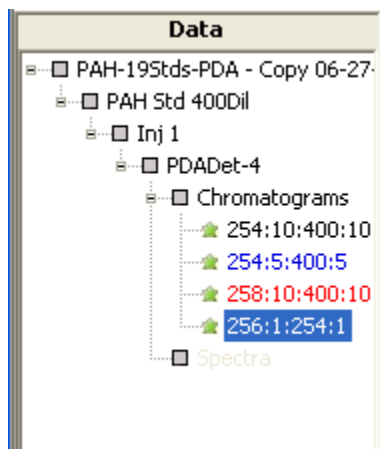 Data
PAH-19Stds-PDA - Copy 06-27-
PAH Std 400Dil
Inj 1
PDADet-4
Chromatograms
254:10:400:10
254:5:400:5
258:10:400:10
256:1:254:1
Spectra